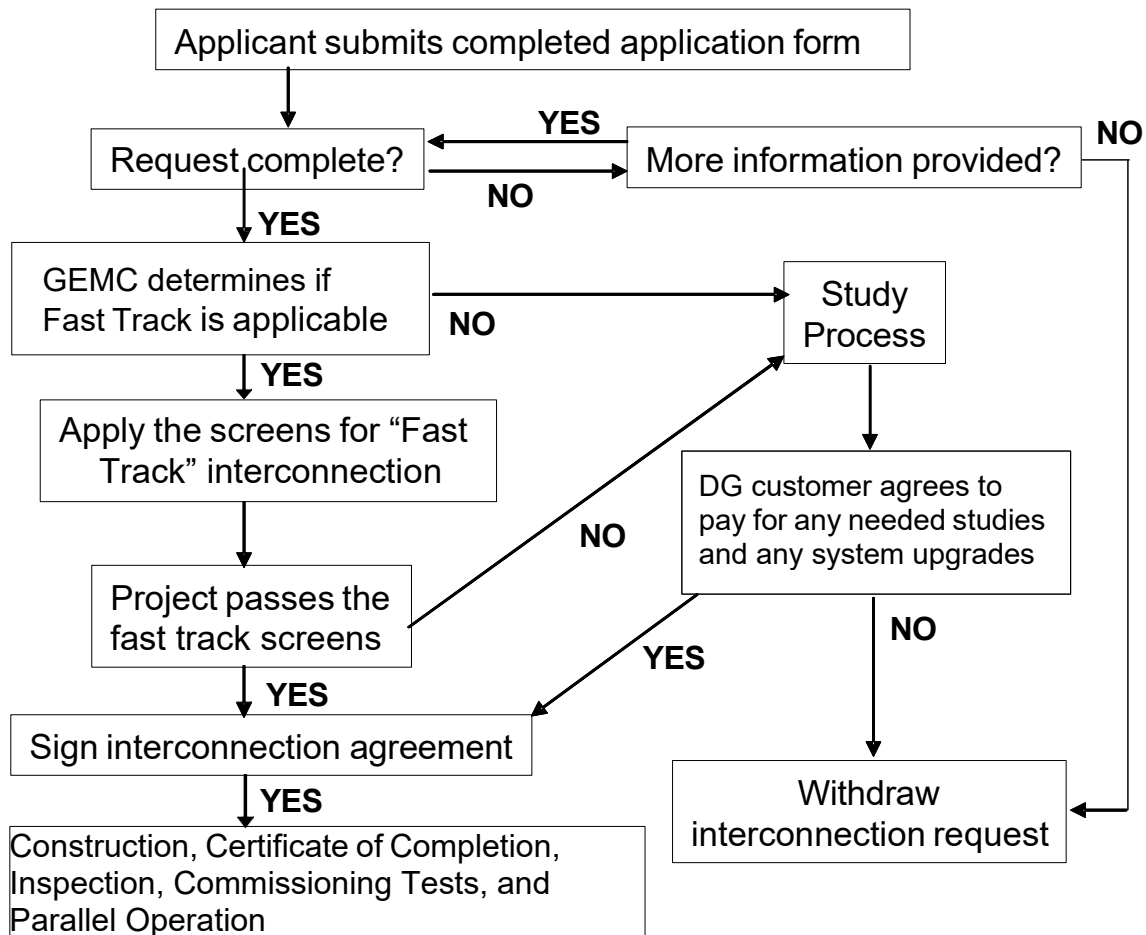 Applicant submits completed application form
YES
NO
Request complete?
More information provided?
NO
YES
GEMC determines if
Fast Track is applicable
NO
Study
Process
YES
Apply the screens for “Fast
Track” interconnection
DG customer agrees to
pay for any needed studies
and any system upgrades
NO
Project passes the
fast track screens
NO
YES
YES
Sign interconnection agreement
YES
Withdraw
interconnection request
Construction, Certificate of Completion,
Inspection, Commissioning Tests, and
Parallel Operation